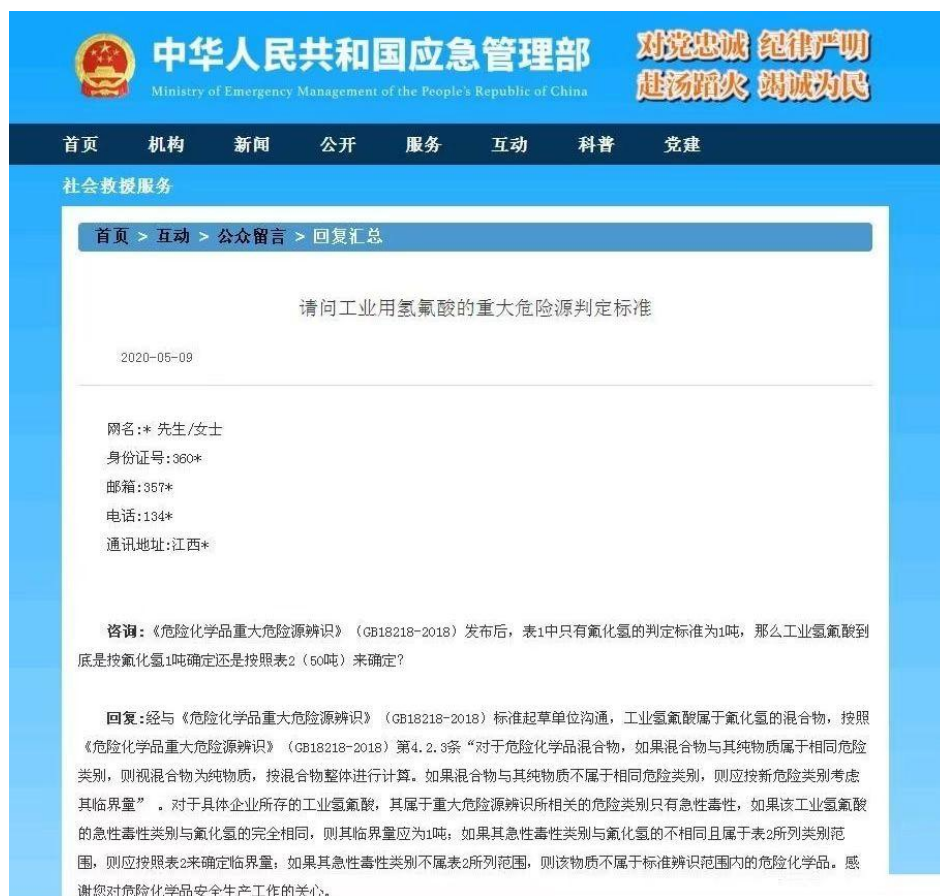 中华人民共和国应急管理部
Ministry of Emergency Management of the People's Republic of China
对党忠诚 纪律严明
赴汤蹈火 竭诚为民
首页 机构 新闻 公开 服务 互动 科普 党建
社会救援服务
首页 > 互动 > 公众留言 > 回复汇总
请问工业用氢氟酸的重大危险源判定标准
2020-05-09
网名:* 先生/女士
身份证号:360*
邮箱:357*
电话:134*
通讯地址:江西*
咨询:《危险化学品重大危险源辨识》(GB18218-2018)发布后,表1中只有氟化氢的判定标准为1吨,那么工业氢氟酸到
底是按氟化氢1吨确定还是按照表2(50吨)来确定?
回复:经与《危险化学品重大危险源辨识》(GB18218-2018)标准起草单位沟通,工业氢氟酸属于氟化氢的混合物,按照
《危险化学品重大危险源辨识》(GB18218-2018)第4.2.3条“对于危险化学品混合物,如果混合物与其纯物质属于相同危险
类别,则视混合物为纯物质,按混合物整体进行计算。如果混合物与其纯物质不属于相同危险类别,则应按新危险类别考虑
其临界量” 。对于具体企业所存的工业氢氟酸,其属于重大危险源辨识所相关的危险类别只有急性毒性,如果该工业氢氟酸
的急性毒性类别与氟化氢的完全相同,则其临界量应为1吨;如果其急性毒性类别与氟化氢的不相同且属于表2所列类别范
围,则应按照表2来确定临界量;如果其急性毒性类别不属表2所列范围,则该物质不属于标准辨识范围内的危险化学品。感
谢您对危险化学品安全生产工作的关心。